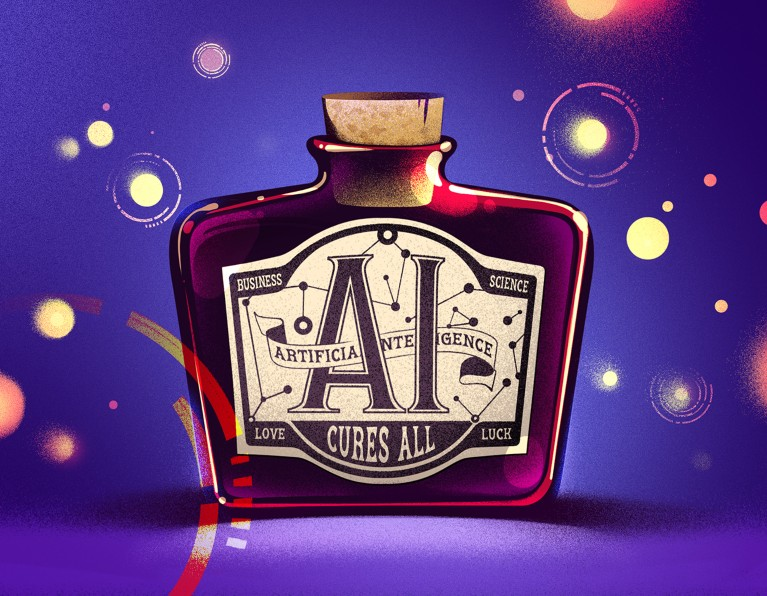 BUSINESS
SCIENCE
AI
ARTIFICIA NTE IGENCE
LOVE
LUCK
CURES ALL